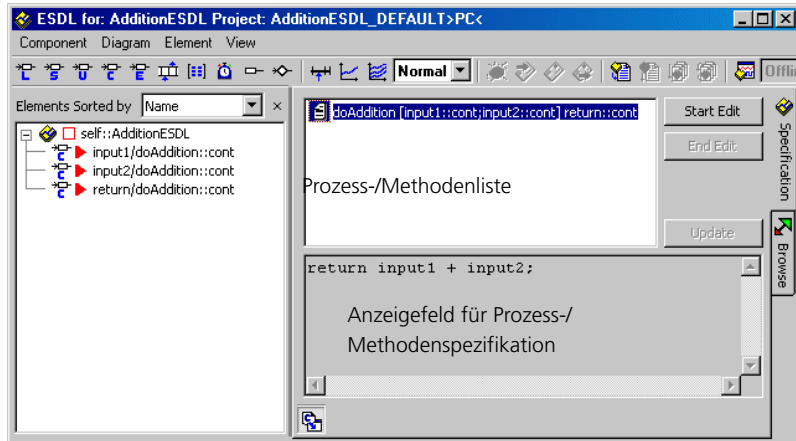 ESDL for: AdditionESDL Project: AdditionESDL_DEFAULT>PC<
Component Diagram Element View
L S U C E Normal Offli
Elements Sorted by Name
self::AdditionESDL
input1/doAddition::cont
input2/doAddition::cont
return/doAddition::cont
doAddition [input1::cont;input2::cont] return::cont
Prozess-/Methodenliste
Start Edit
End Edit
Update
Specification
Browse
return input1 + input2;
Anzeigefeld für Prozess-/
Methodenspezifikation